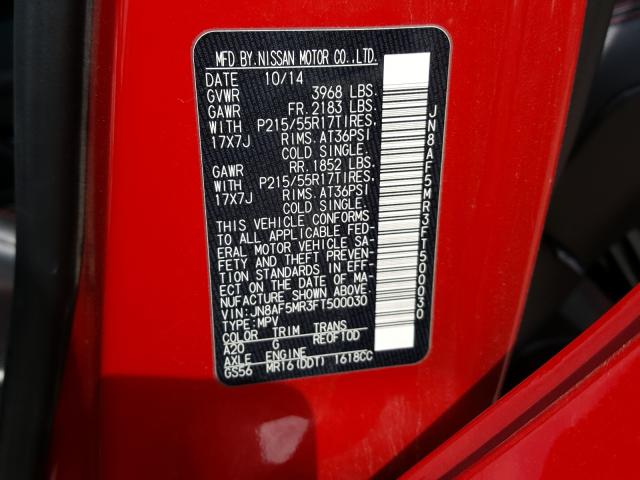 MFD BY.NISSAN MOTOR CO.,LTD.
DATE 10/14
GVWR 3968 LBS.
GAWR FR. 2183 LBS.
WITH P215/55R17TIRES.
17X7J RIMS. AT36PSI
COLD SINGLE.
GAWR RR. 1852 LBS.
WITH P215/55R17TIRES.
17X7J RIMS. AT36PSI
COLD SINGLE.
THIS VEHICLE CONFORMS
TO ALL APPLICABLE FED-
ERAL MOTOR VEHICLE SA-
FETY AND THEFT PREVEN-
TION STANDARDS IN EFF-
ECT ON THE DATE OF MA-
NUFACTURE SHOWN ABOVE.
VIN:JN8AF5MR3FT500030
TYPE:MPV
COLOR TRIM TRANS
A20 G RE0F10D
AXLE ENGINE
GS56 MR16(DDT) 1618CC
JN8AF5MR3FT500030